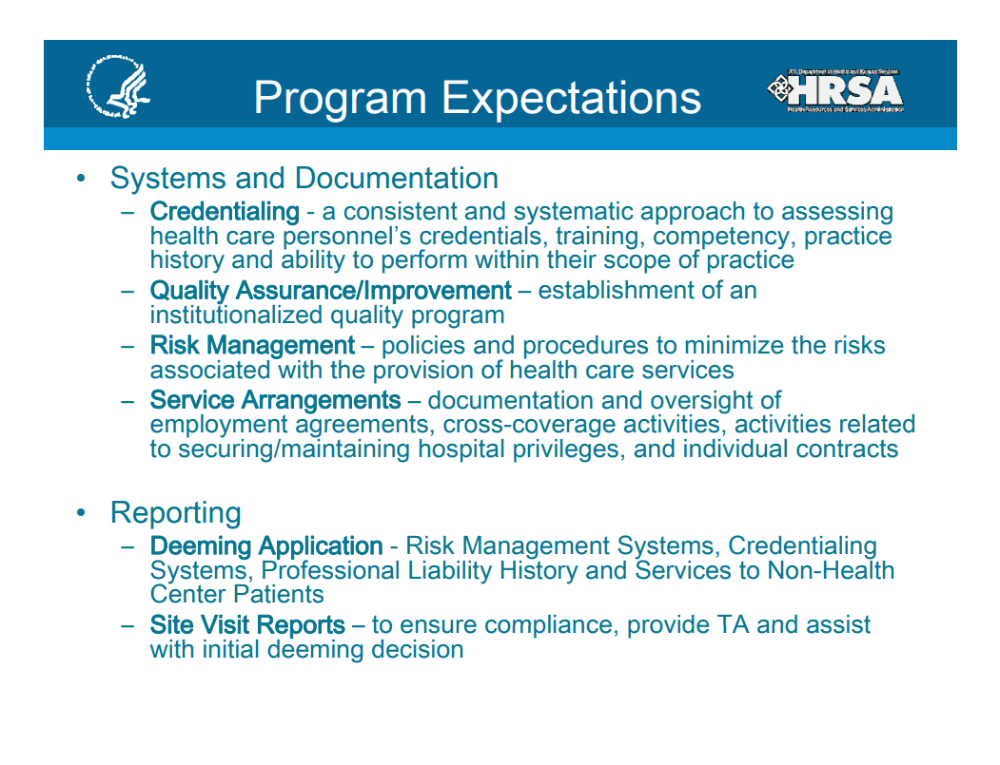 Program Expectations
U.S. Department of Health and Human Services
HRSA
Health Resources and Services Administration
• Systems and Documentation
– Credentialing - a consistent and systematic approach to assessing
health care personnel’s credentials, training, competency, practice
history and ability to perform within their scope of practice
– Quality Assurance/Improvement – establishment of an
institutionalized quality program
– Risk Management – policies and procedures to minimize the risks
associated with the provision of health care services
– Service Arrangements – documentation and oversight of
employment agreements, cross-coverage activities, activities related
to securing/maintaining hospital privileges, and individual contracts
• Reporting
– Deeming Application - Risk Management Systems, Credentialing
Systems, Professional Liability History and Services to Non-Health
Center Patients
– Site Visit Reports – to ensure compliance, provide TA and assist
with initial deeming decision